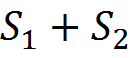 S₁ + S₂